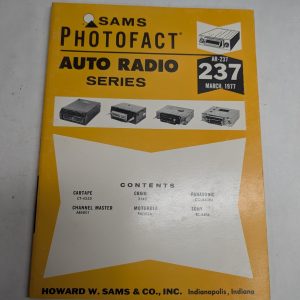 SAMS
PHOTOFACT®
AUTO RADIO
SERIES
AR-237
237
MARCH 1977
CONTENTS
CARTAPE
CRAIG
PANASONIC
CHANNEL MASTER
MOTOROLA
SONY
HOWARD W. SAMS & CO., INC. Indianapolis, Indiana